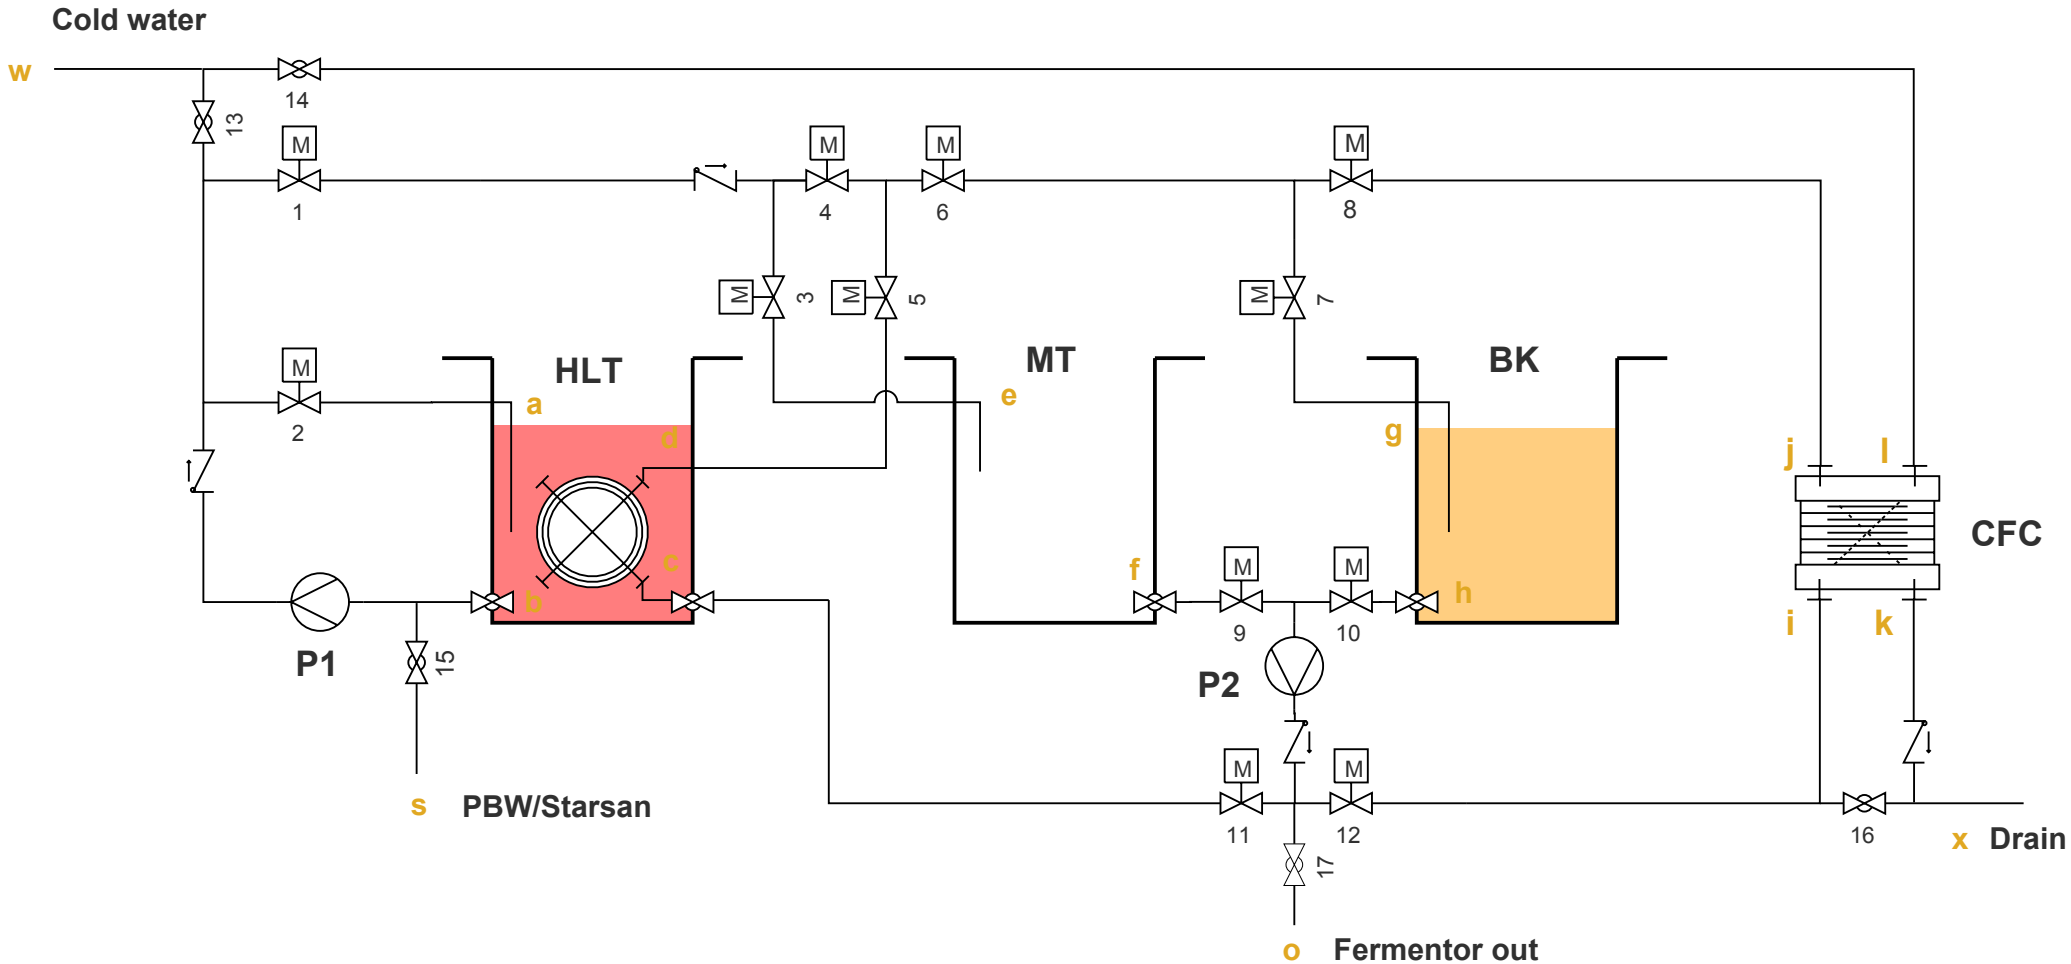 Cold water
w
14
13
M
M
M
M
1
4
6
8
M
3
M
5
M
7
M
HLT
MT
BK
a
e
2
d
g
j
l
CFC
c
f
M
M
b
h
9
10
i
k
P1
15
P2
M
M
s
PBW/Starsan
11
12
16
x
Drain
17
o
Fermentor out